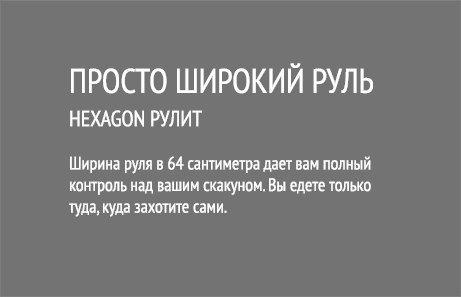 ПРОСТО ШИРОКИЙ РУЛЬ
HEXAGON РУЛИТ
Ширина руля в 64 сантиметра дает вам полный
контроль над вашим скакуном. Вы едете только
туда, куда захотите сами.